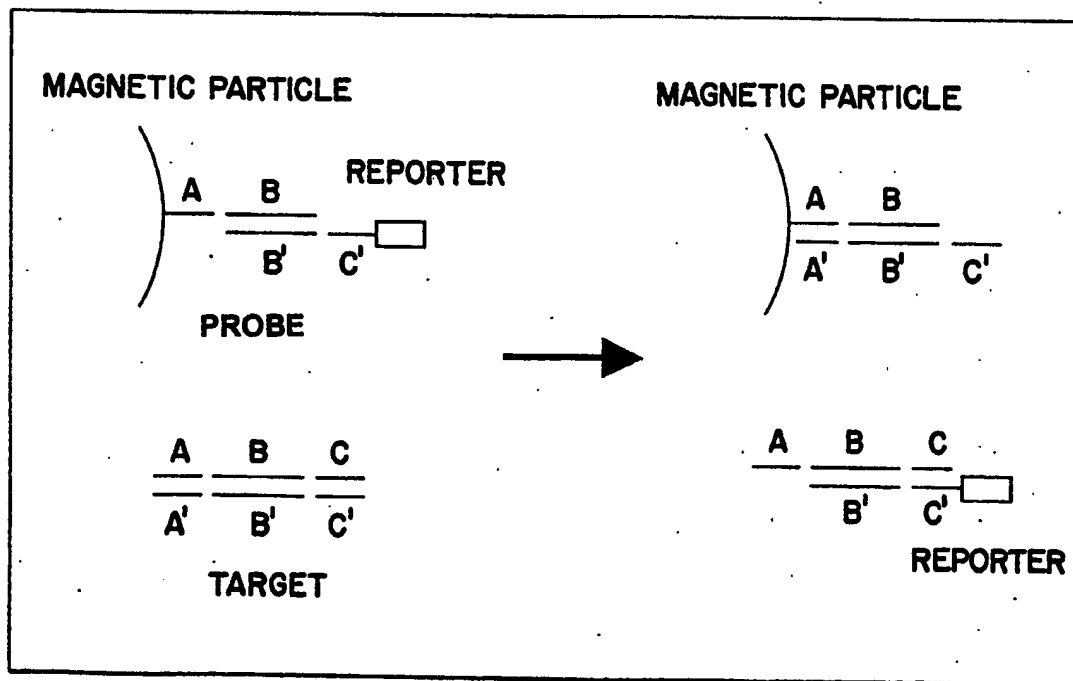 MAGNETIC PARTICLE
A B REPORTER
B' C'
PROBE
A B C
A' B' C'
TARGET
MAGNETIC PARTICLE
A B
A' B' C'
A B C
B' C'
REPORTER